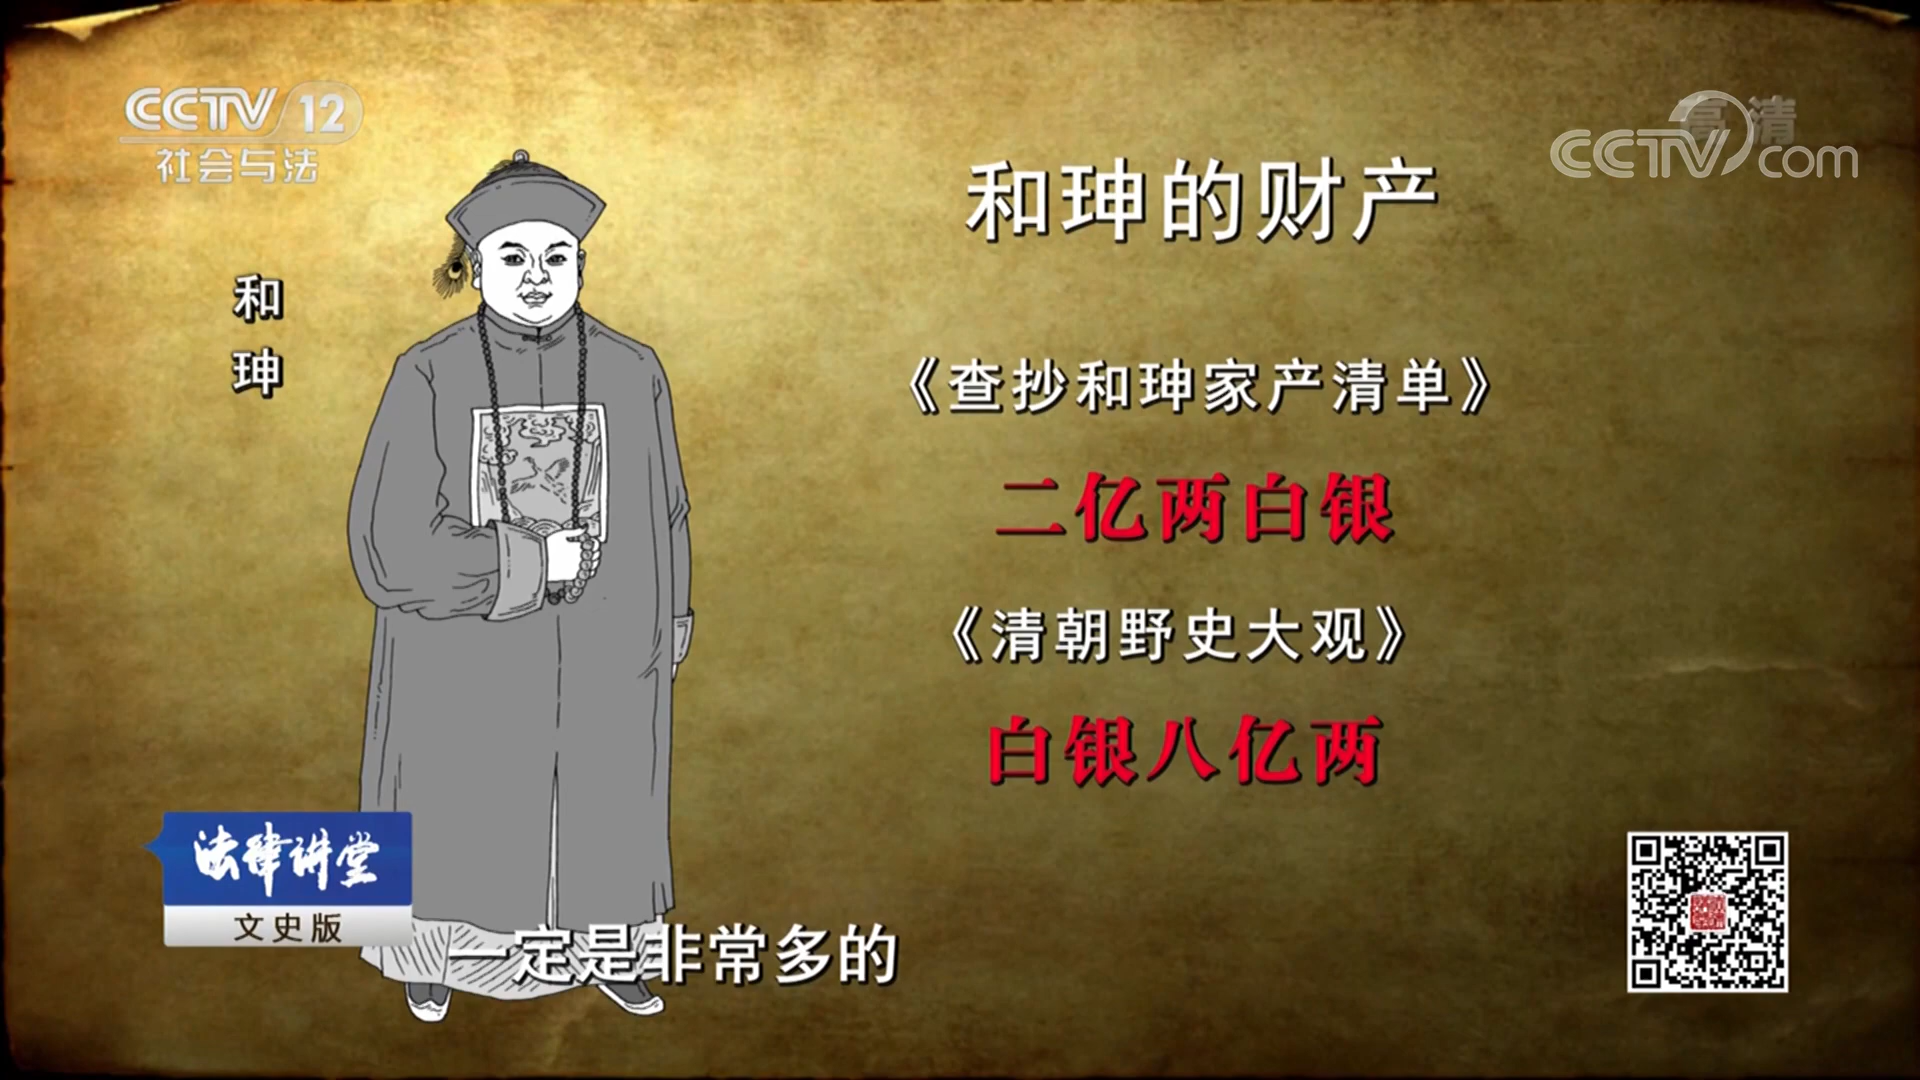 CCTV 12
社会与法
高清
CCTV com
和珅的财产
和珅
《查抄和珅家产清单》
二亿两白银
《清朝野史大观》
白银八亿两
法律讲堂
文史版
一定是非常多的